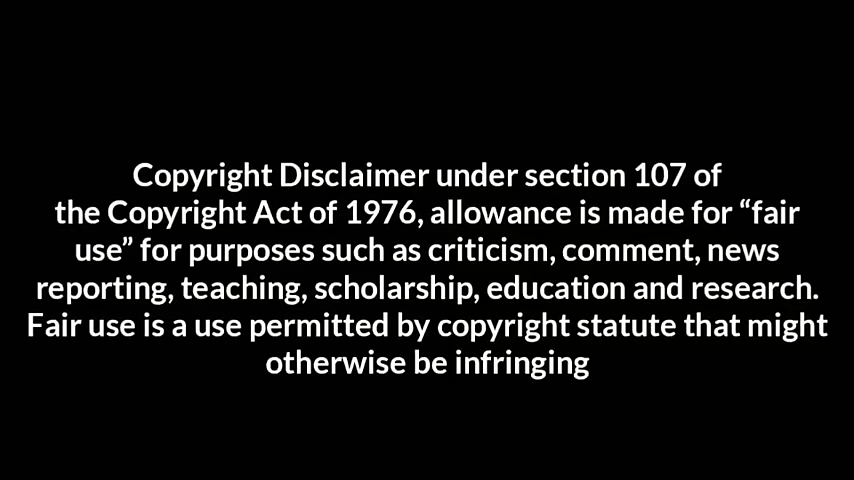 Copyright Disclaimer under section 107 of
the Copyright Act of 1976, allowance is made for “fair
use” for purposes such as criticism, comment, news
reporting, teaching, scholarship, education and research.
Fair use is a use permitted by copyright statute that might
otherwise be infringing